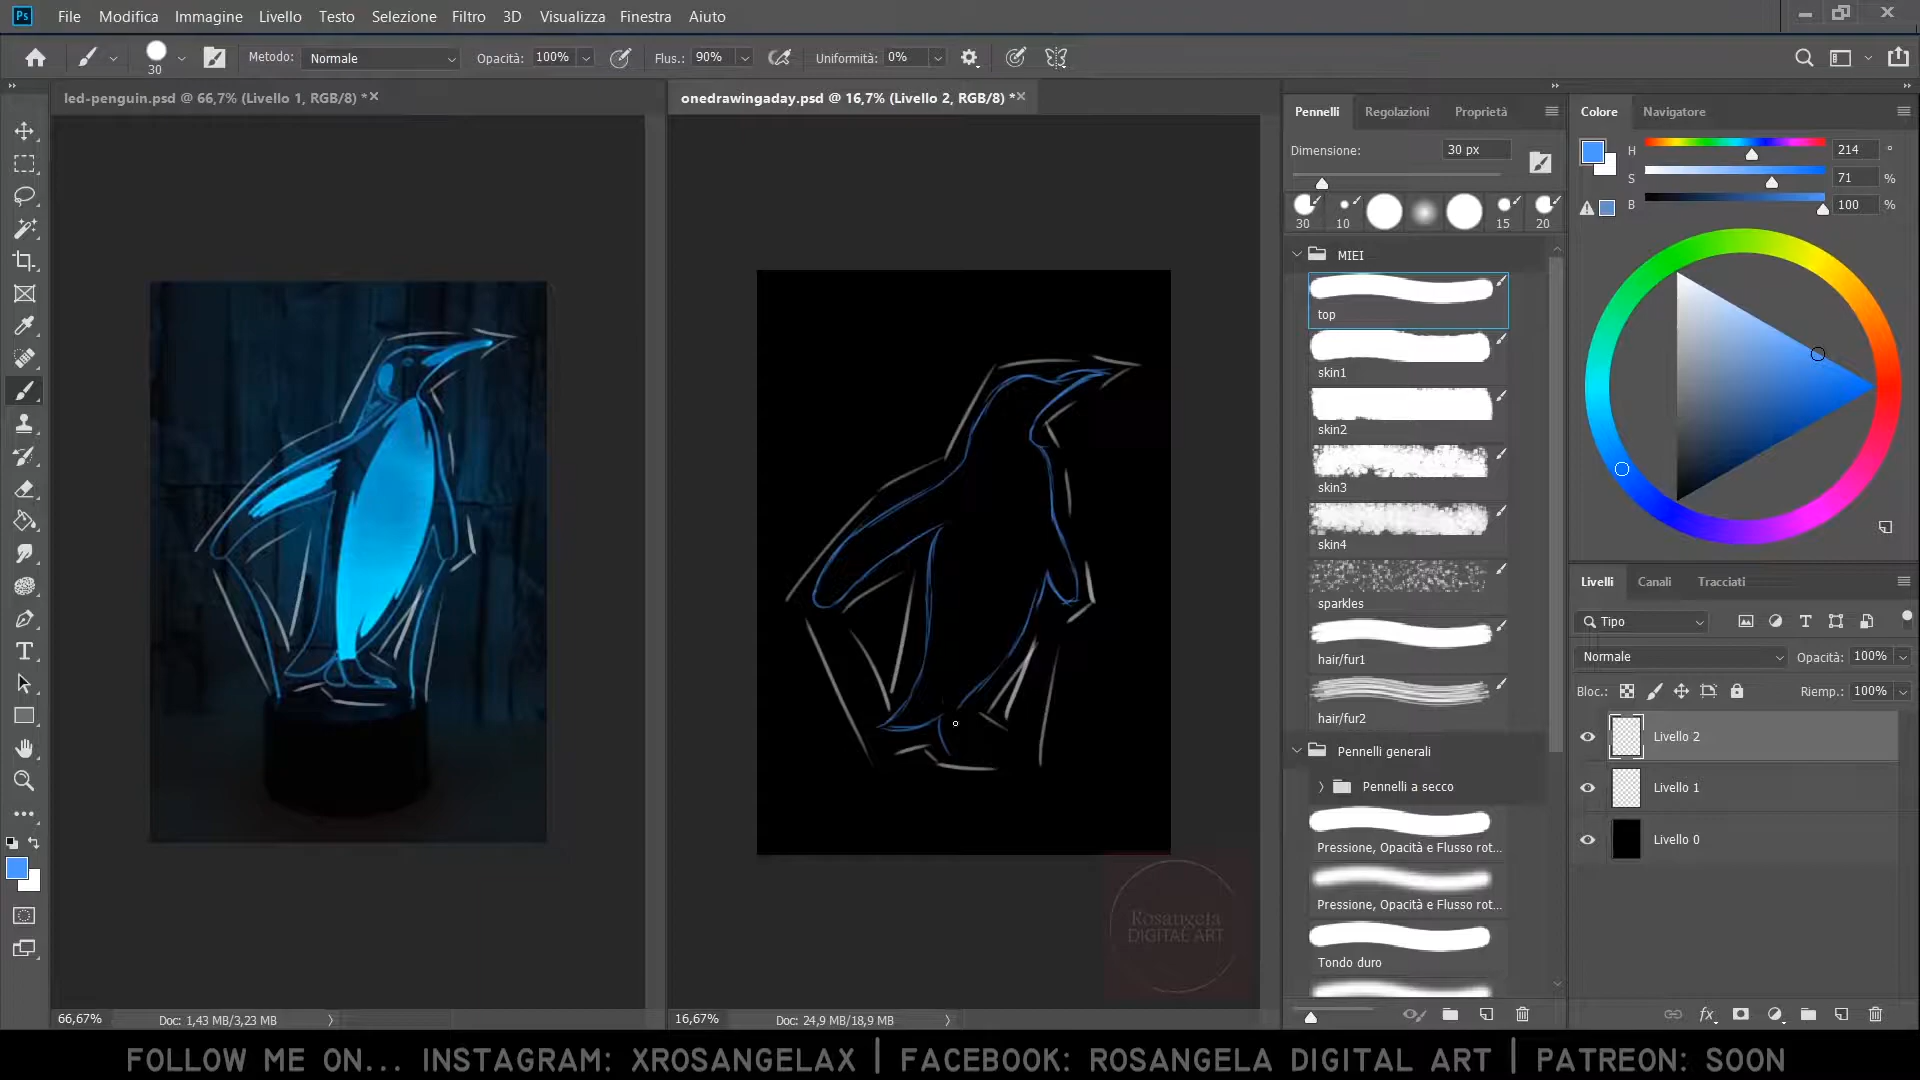 Ps File Modifica Immagine Livello Testo Selezione Filtro 3D Visualizza Finestra Aiuto
30 Metodo: Normale Opacità: 100% Flus.: 90% Uniformità: 0%
led-penguin.psd @ 66,7% (Livello 1, RGB/8) *
onedrawingaday.psd @ 16,7% (Livello 2, RGB/8) *
Pennelli Regolazioni Proprietà
Dimensione: 30 px
30 10 15 20
MIEI
top
skin1
skin2
skin3
skin4
sparkles
hair/fur1
hair/fur2
Pennelli generali
Pennelli a secco
Pressione, Opacità e Flusso rot...
Pressione, Opacità e Flusso rot...
Tondo duro
Colore Navigatore
H 214 °
S 71 %
B 100 %
Livelli Canali Tracciati
Tipo
Normale Opacità: 100%
Bloc.: Riemp.: 100%
Livello 2
Livello 1
Livello 0
fx
Rosangela
DIGITAL ART
66,67% Doc: 1,43 MB/3,23 MB
16,67% Doc: 24,9 MB/18,9 MB
FOLLOW ME ON... INSTAGRAM: XROSANGELAX | FACEBOOK: ROSANGELA DIGITAL ART | PATREON: SOON